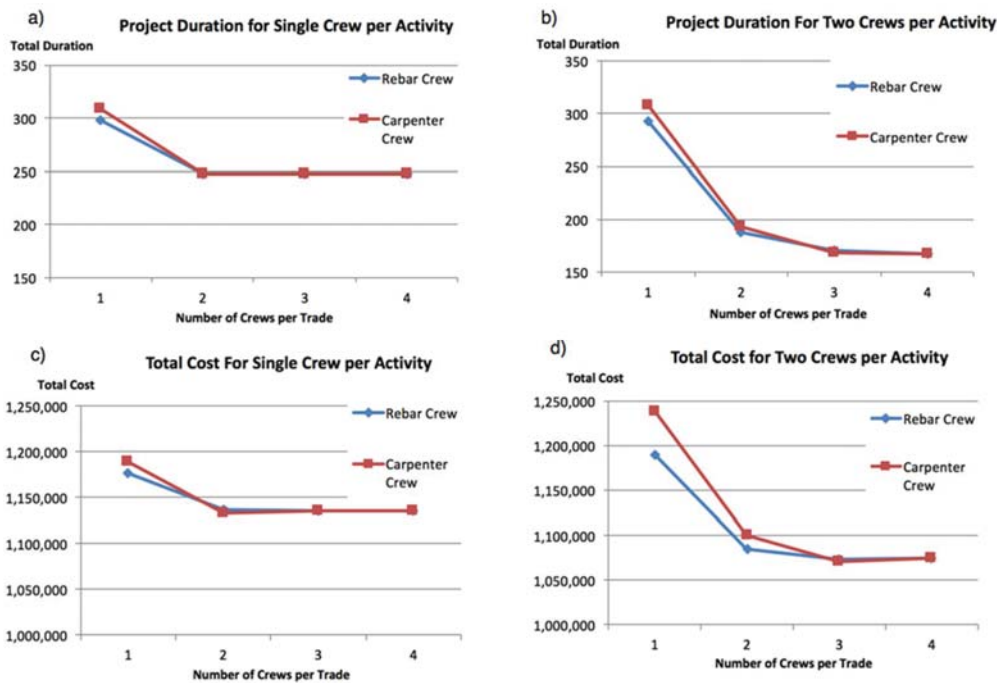 a)
Project Duration for Single Crew per Activity
Total Duration
350
300
250
200
150
1 2 3 4
Number of Crews per Trade
Rebar Crew
Carpenter
Crew
b)
Project Duration For Two Crews per Activity
Total Duration
350
300
250
200
150
1 2 3 4
Number of Crews per Trade
Rebar Crew
Carpenter Crew
c)
Total Cost For Single Crew per Activity
Total Cost
1,250,000
1,200,000
1,150,000
1,100,000
1,050,000
1,000,000
1 2 3 4
Number of Crews per Trade
Rebar Crew
Carpenter
Crew
d)
Total Cost for Two Crews per Activity
Total Cost
1,250,000
1,200,000
1,150,000
1,100,000
1,050,000
1,000,000
1 2 3 4
Number of Crews per Trade
Rebar Crew
Carpenter
Crew